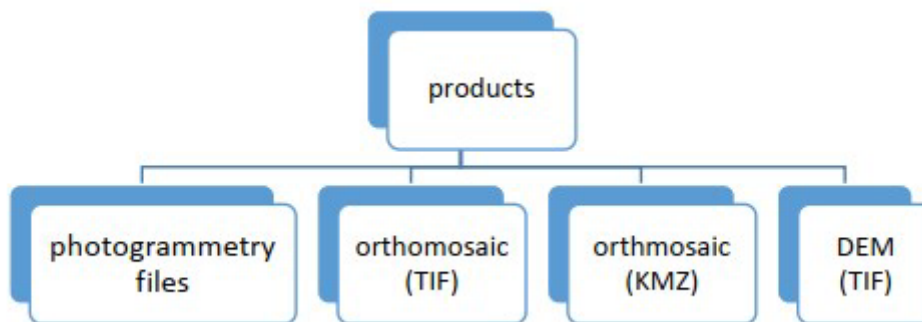 products
photogrammetry
files
orthomosaic
(TIF)
orthmosaic
(KMZ)
DEM
(TIF)